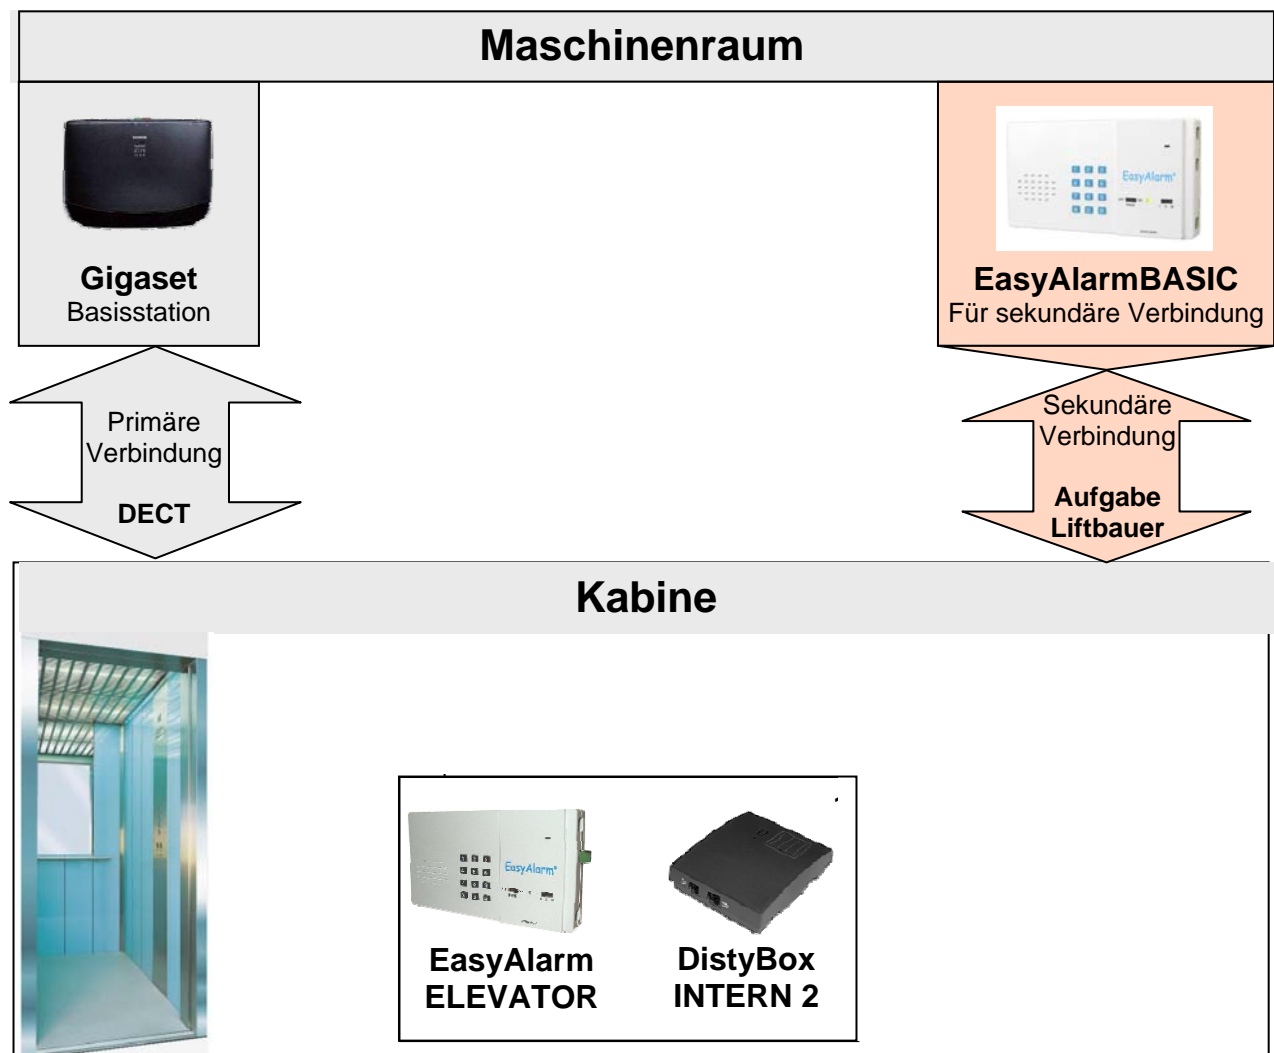 Maschinenraum
EasyAlarm
Gigaset
Basisstation
EasyAlarmBASIC
Für sekundäre Verbindung
Primäre
Verbindung
DECT
Sekundäre
Verbindung
Aufgabe
Liftbauer
Kabine
EasyAlarm
EasyAlarm
ELEVATOR
DistyBox
INTERN 2